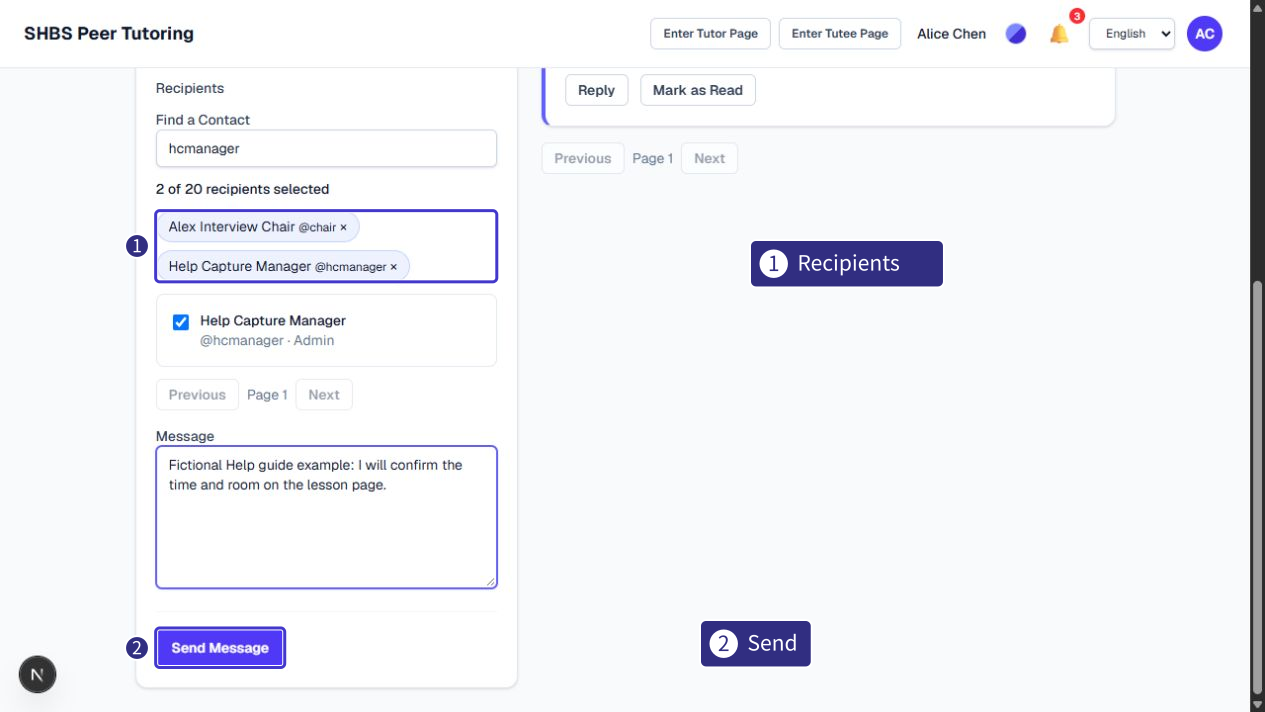 SHBS Peer Tutoring
Enter Tutor Page
Enter Tutee Page
Alice Chen
3
English
AC
Recipients
Find a Contact
hcmanager
2 of 20 recipients selected
1
Alex Interview Chair @chair ×
Help Capture Manager @hcmanager ×
Help Capture Manager
@hcmanager · Admin
Previous
Page 1
Next
Message
Fictional Help guide example: I will confirm the
time and room on the lesson page.
2
Send Message
N
Reply
Mark as Read
Previous
Page 1
Next
1 Recipients
2 Send